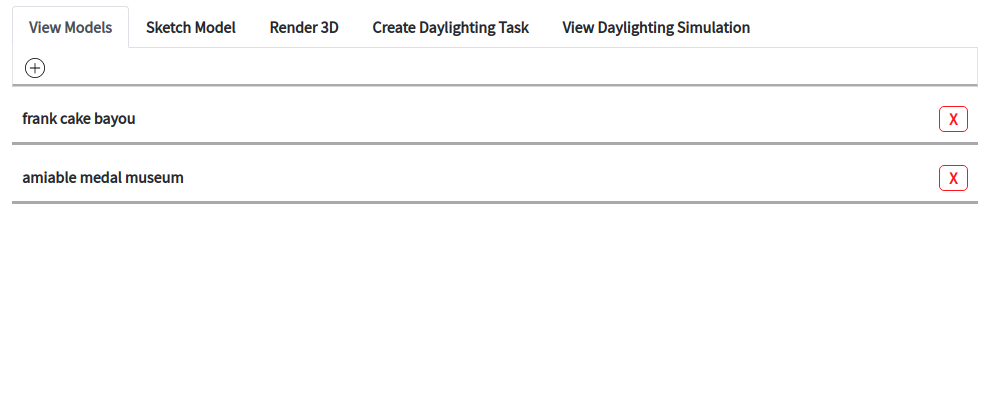 View Models Sketch Model Render 3D Create Daylighting Task View Daylighting Simulation
frank cake bayou X
amiable medal museum X